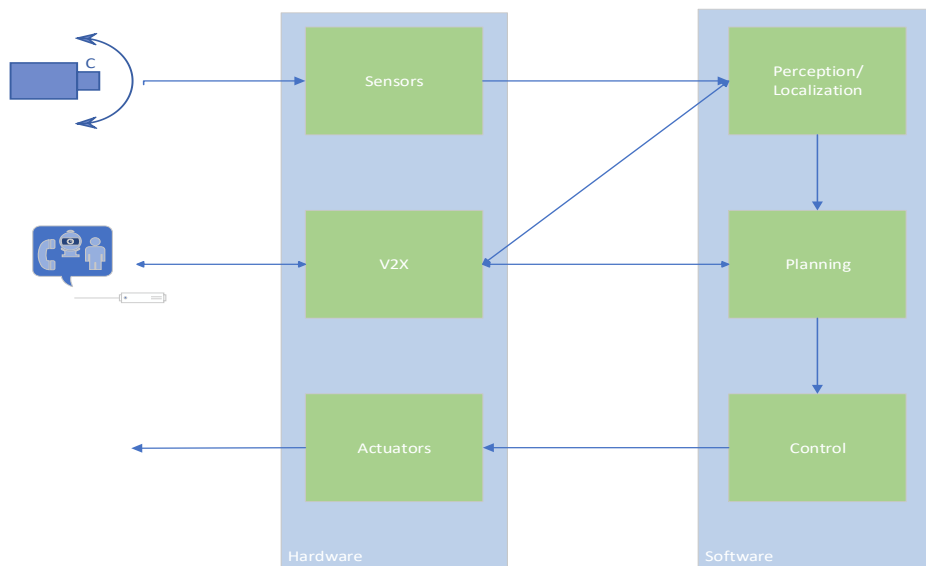 C
Sensors
Perception/
Localization
V2X
Planning
Actuators
Control
Hardware
Software